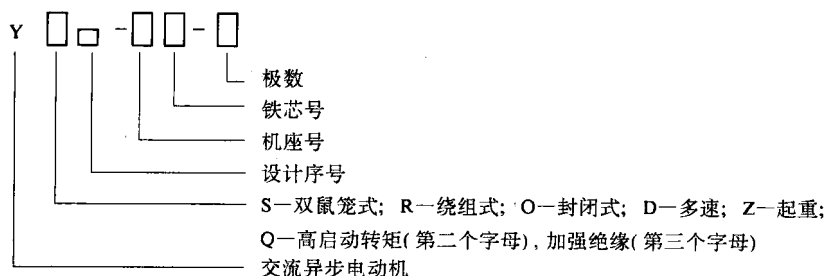 Y □ □ -□ □ -□
极数
铁芯号
机座号
设计序号
S—双鼠笼式; R—绕组式; O—封闭式; D—多速; Z—起重;
Q—高启动转矩(第二个字母),加强绝缘(第三个字母)
交流异步电动机